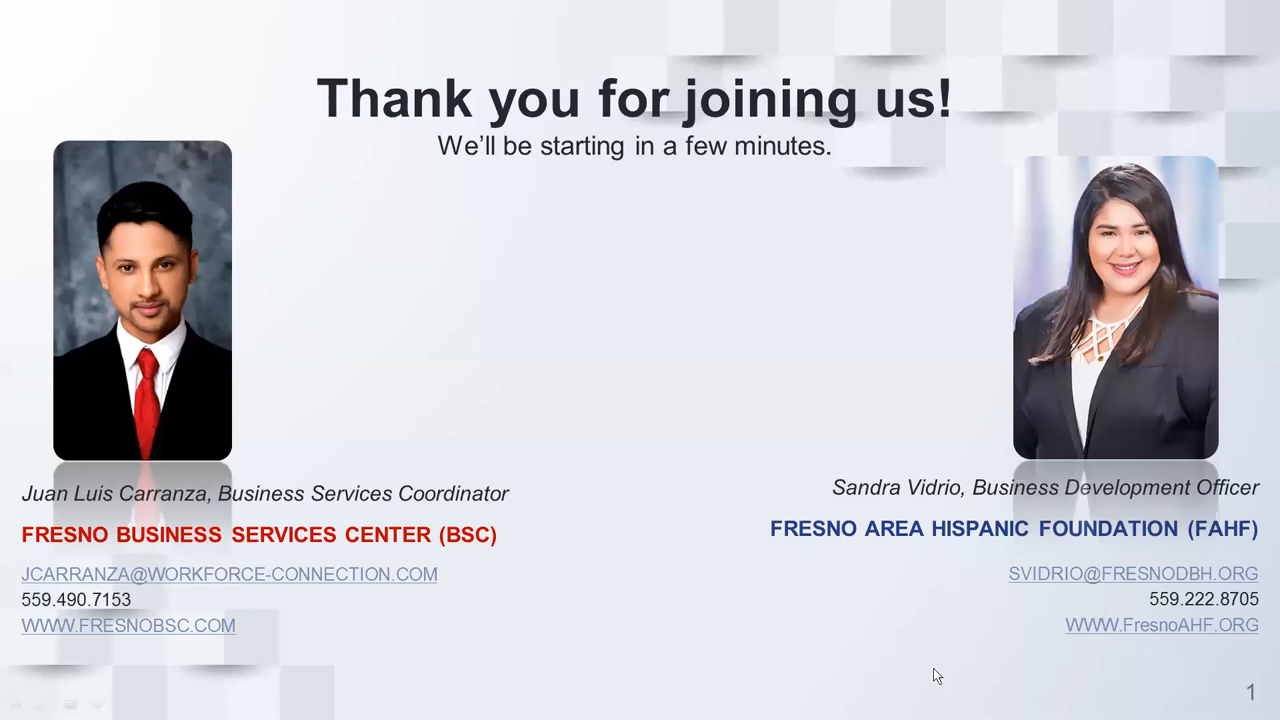 Thank you for joining us!
We’ll be starting in a few minutes.
Juan Luis Carranza, Business Services Coordinator
FRESNO BUSINESS SERVICES CENTER (BSC)
JCARRANZA@WORKFORCE-CONNECTION.COM
559.490.7153
WWW.FRESNOBSC.COM
Sandra Vidrio, Business Development Officer
FRESNO AREA HISPANIC FOUNDATION (FAHF)
SVIDRIO@FRESNODBH.ORG
559.222.8705
WWW.FresnoAHF.ORG
1